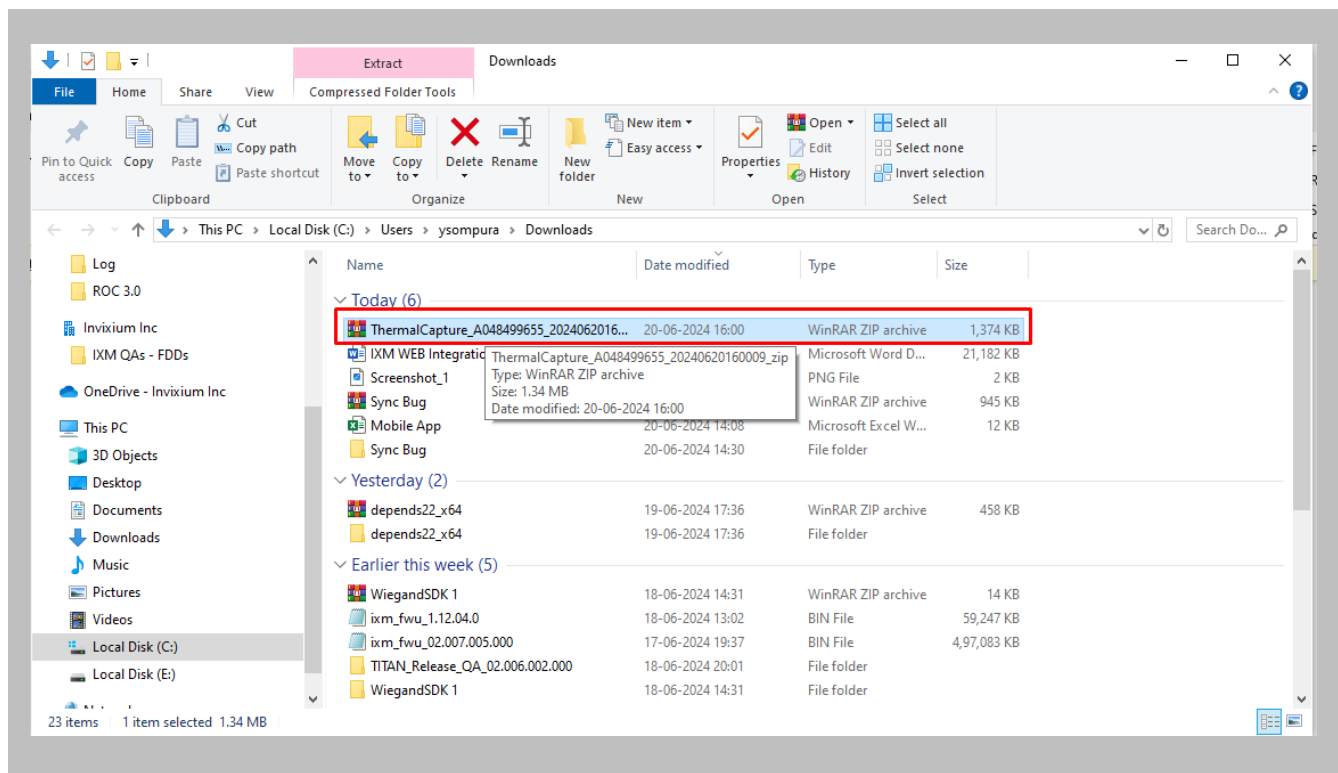 Extract Downloads
File Home Share View Compressed Folder Tools
Pin to Quick access
Copy
Paste
Cut
Copy path
Paste shortcut
Clipboard
Move to
Copy to
Delete
Rename
Organize
New folder
New item
Easy access
New
Properties
Open
Edit
History
Open
Select all
Select none
Invert selection
Select
This PC > Local Disk (C:) > Users > ysompura > Downloads
Search Do...
Log
ROC 3.0
Invixium Inc
IXM QAs - FDDs
OneDrive - Invixium Inc
This PC
3D Objects
Desktop
Documents
Downloads
Music
Pictures
Videos
Local Disk (C:)
Local Disk (E:)
Name Date modified Type Size
Today (6)
ThermalCapture_A048499655_2024062016... 20-06-2024 16:00 WinRAR ZIP archive 1,374 KB
IXM WEB Integratio Microsoft Word D... 21,182 KB
Screenshot_1 PNG File 2 KB
Sync Bug WinRAR ZIP archive 945 KB
Mobile App 20-06-2024 14:08 Microsoft Excel W... 12 KB
Sync Bug 20-06-2024 14:30 File folder
ThermalCapture_A048499655_20240620160009_zip
Type: WinRAR ZIP archive
Size: 1.34 MB
Date modified: 20-06-2024 16:00
Yesterday (2)
depends22_x64 19-06-2024 17:36 WinRAR ZIP archive 458 KB
depends22_x64 19-06-2024 17:36 File folder
Earlier this week (5)
WiegandSDK 1 18-06-2024 14:31 WinRAR ZIP archive 14 KB
ixm_fwu_1.12.04.0 18-06-2024 13:02 BIN File 59,247 KB
ixm_fwu_02.007.005.000 17-06-2024 19:37 BIN File 4,97,083 KB
TITAN_Release_QA_02.006.002.000 18-06-2024 20:01 File folder
WiegandSDK 1 18-06-2024 14:31 File folder
23 items 1 item selected 1.34 MB